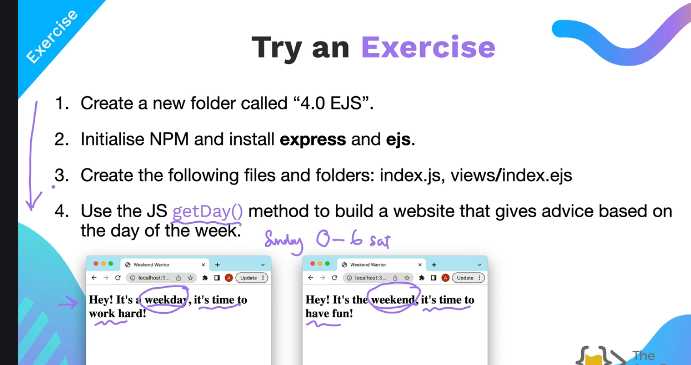 Exercise
Try an Exercise
1. Create a new folder called “4.0 EJS”.
2. Initialise NPM and install express and ejs.
3. Create the following files and folders: index.js, views/index.ejs
4. Use the JS getDay() method to build a website that gives advice based on
the day of the week.
Sunday 0-6 Sat
Weekend Warrior
localhost:3...
A
Update
Hey! It's a weekday, it's time to
work hard!
Weekend Warrior
localhost:3...
A
Update
Hey! It's the weekend, it's time to
have fun!
The